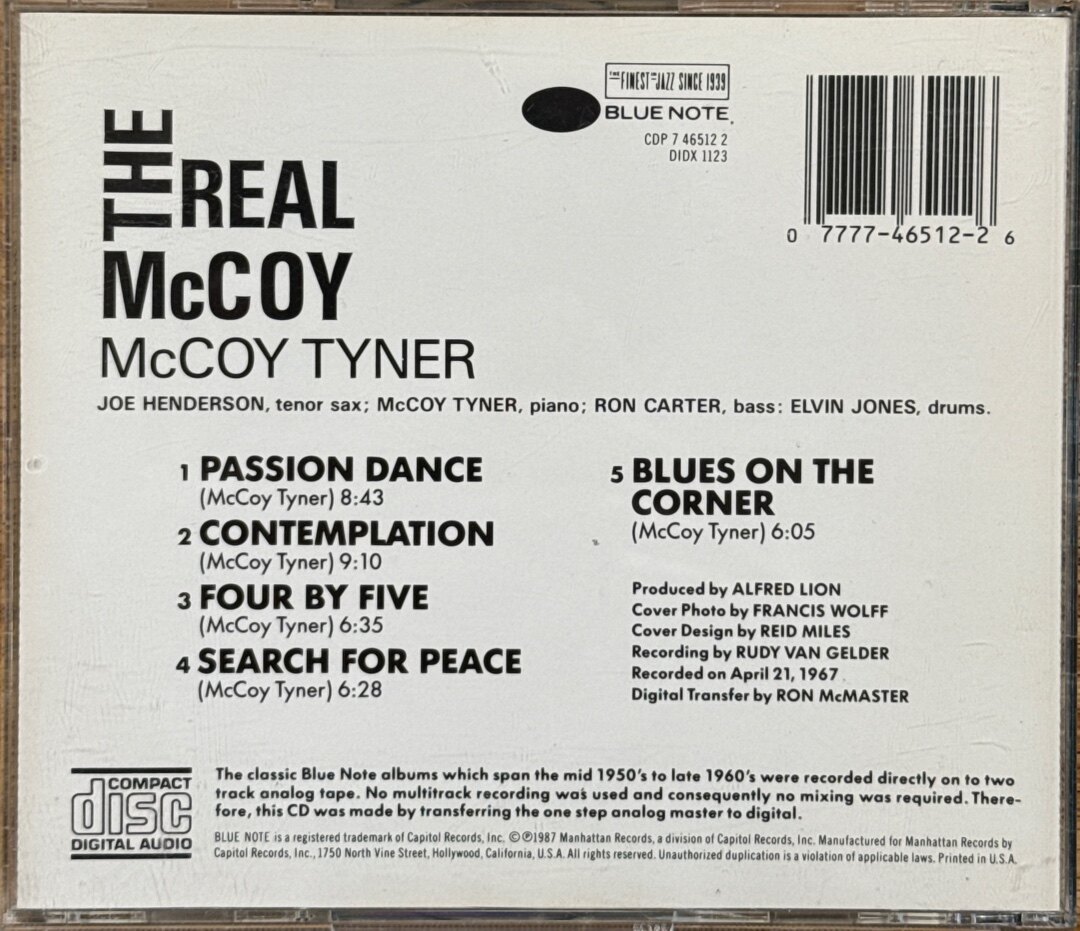 THE FINEST IN JAZZ SINCE 1939
BLUE NOTE.
CDP 7 46512 2
DIDX 1123
0 7777-46512-2 6
THE REAL
McCOY
McCOY TYNER
JOE HENDERSON, tenor sax; McCOY TYNER, piano; RON CARTER, bass: ELVIN JONES, drums.
1 PASSION DANCE
(McCoy Tyner) 8:43
2 CONTEMPLATION
(McCoy Tyner) 9:10
3 FOUR BY FIVE
(McCoy Tyner) 6:35
4 SEARCH FOR PEACE
(McCoy Tyner) 6:28
5 BLUES ON THE
CORNER
(McCoy Tyner) 6:05
Produced by ALFRED LION
Cover Photo by FRANCIS WOLFF
Cover Design by REID MILES
Recording by RUDY VAN GELDER
Recorded on April 21, 1967
Digital Transfer by RON McMASTER
COMPACT
disc
DIGITAL AUDIO
The classic Blue Note albums which span the mid 1950's to late 1960's were recorded directly on to two
track analog tape. No multitrack recording was used and consequently no mixing was required. There-
fore, this CD was made by transferring the one step analog master to digital.
BLUE NOTE is a registered trademark of Capitol Records, Inc. ©℗1987 Manhattan Records, a division of Capitol Records, Inc. Manufactured for Manhattan Records by
Capitol Records, Inc., 1750 North Vine Street, Hollywood, California, U.S.A. All rights reserved. Unauthorized duplication is a violation of applicable laws. Printed in U.S.A.